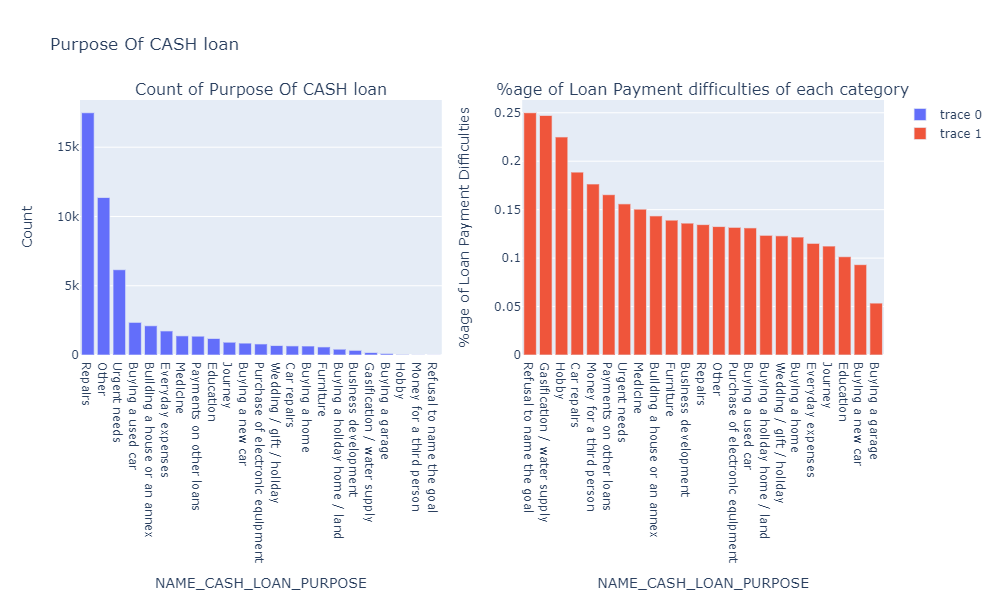 Purpose Of CASH loan
Count of Purpose Of CASH loan
Count
15k
10k
5k
0
Repairs
Other
Urgent needs
Buying a used car
Building a house or an annex
Everyday expenses
Medicine
Payments on other loans
Education
Journey
Buying a new car
Purchase of electronic equipment
Wedding / gift / holiday
Car repairs
Buying a home
Furniture
Buying a holiday home / land
Business development
Gasification / water supply
Buying a garage
Hobby
Money for a third person
Refusal to name the goal
NAME_CASH_LOAN_PURPOSE
%age of Loan Payment difficulties of each category
%age of Loan Payment Difficulties
0.25
0.2
0.15
0.1
0.05
0
Refusal to name the goal
Gasification / water supply
Hobby
Car repairs
Money for a third person
Payments on other loans
Urgent needs
Medicine
Building a house or an annex
Furniture
Business development
Repairs
Other
Purchase of electronic equipment
Buying a used car
Buying a holiday home / land
Wedding / gift / holiday
Buying a home
Everyday expenses
Journey
Education
Buying a new car
Buying a garage
NAME_CASH_LOAN_PURPOSE
trace 0
trace 1